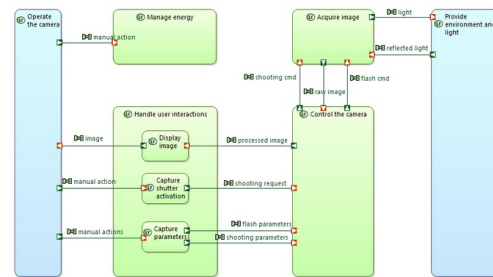 Operate
the camera
Manage energy
Acquire image
light
Provide
environment and
light
manual action
reflected light
shooting cmd
flash cmd
raw image
Handle user interactions
Control the camera
image
Display
image
processed image
manual action
Capture
shutter
activation
shooting request
manual actions
Capture
parameters
flash parameters
shooting parameters